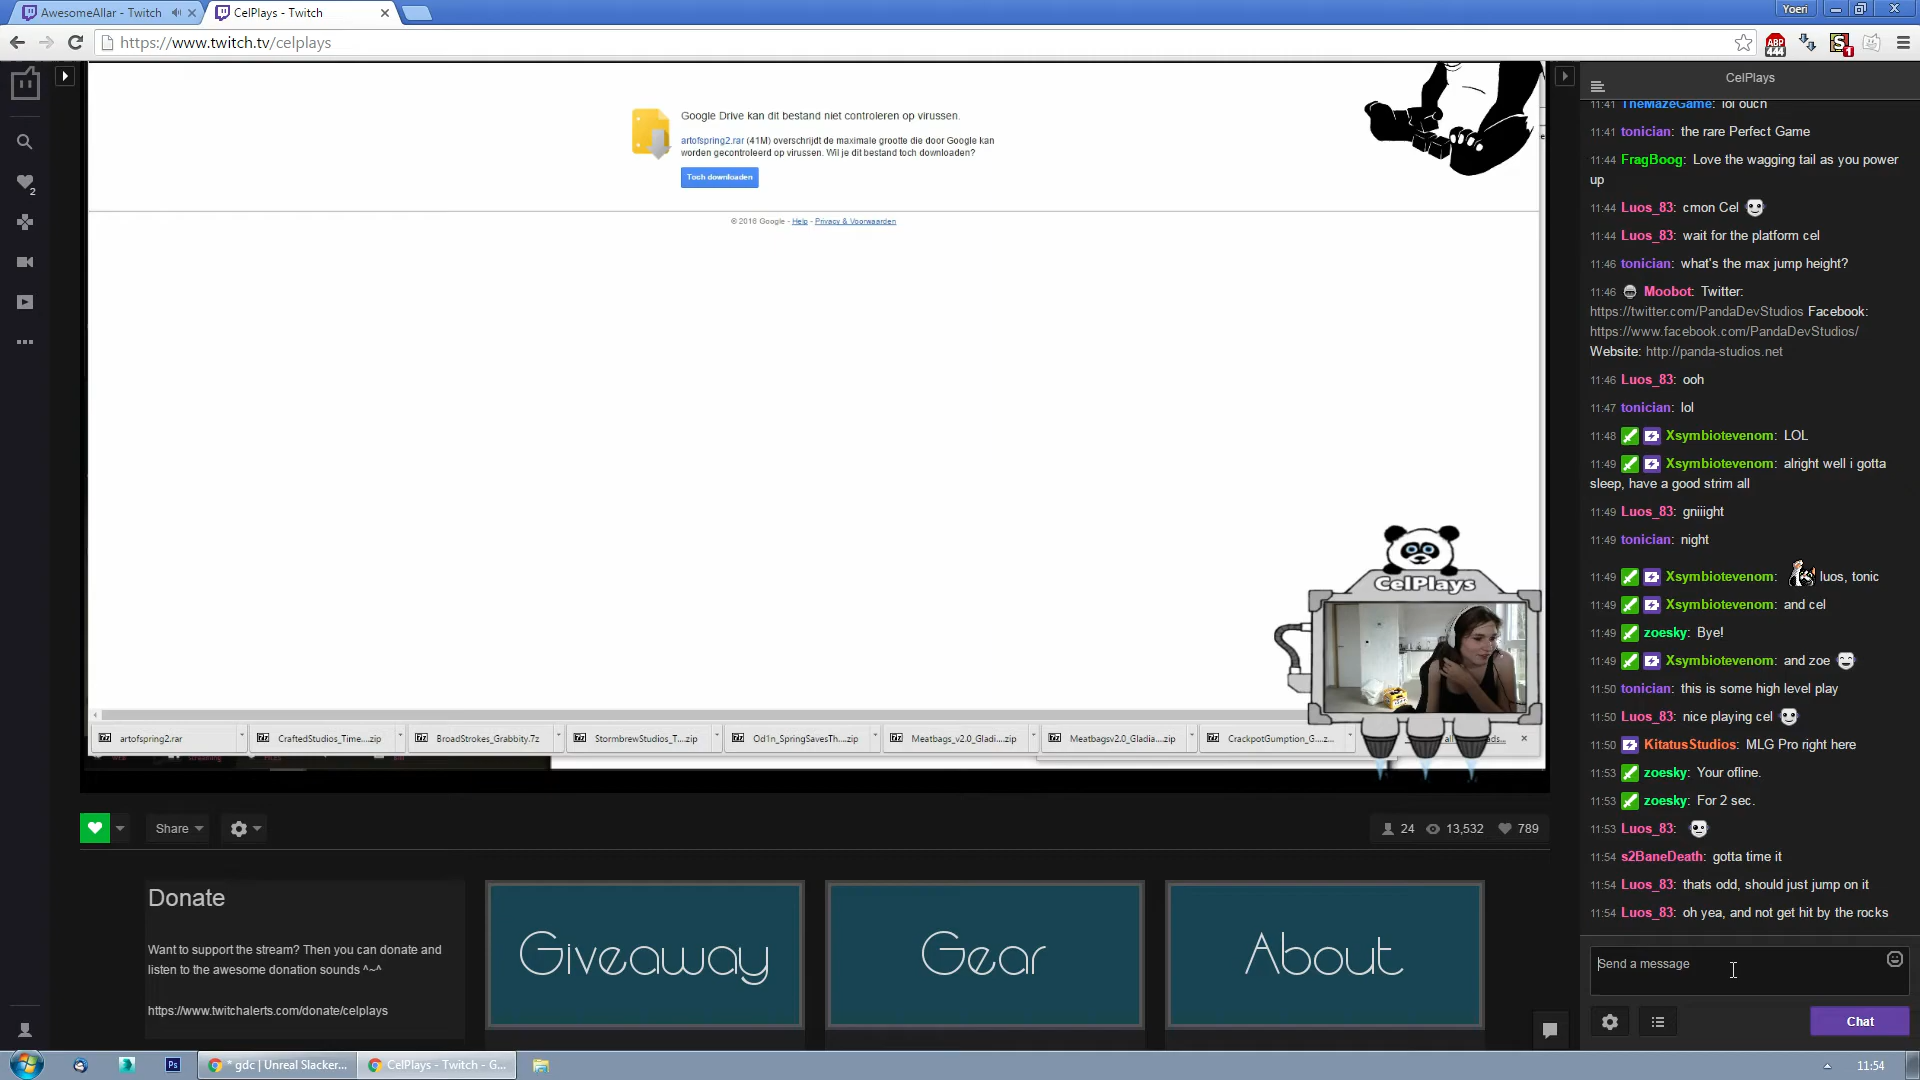 AwesomeAllar - Twitch
CelPlays - Twitch
Yoeri
https://www.twitch.tv/celplays
ABP
444
S
1
2
Google Drive kan dit bestand niet controleren op virussen.
artofspring2.rar (41M) overschrijdt de maximale grootte die door Google kan
worden gecontroleerd op virussen. Wil je dit bestand toch downloaden?
Toch downloaden
© 2016 Google - Help - Privacy & Voorwaarden
CelPlays
artofspring2.rar
CraftedStudios_Time....zip
BroadStrokes_Grabbity.7z
StormbrewStudios_T....zip
Od1n_SpringSavesTh....zip
Meatbags_v2.0_Gladi....zip
Meatbagsv2.0_Gladia....zip
CrackpotGumption_G....z...
Share
24
13,532
789
Donate
Want to support the stream? Then you can donate and
listen to the awesome donation sounds ^~^
https://www.twitchalerts.com/donate/celplays
Giveaway
Gear
About
CelPlays
11:41 TheMazeGame: lol ouch
11:41 tonician: the rare Perfect Game
11:44 FragBoog: Love the wagging tail as you power
up
11:44 Luos_83: cmon Cel
11:44 Luos_83: wait for the platform cel
11:46 tonician: what's the max jump height?
11:46 Moobot: Twitter:
https://twitter.com/PandaDevStudios Facebook:
https://www.facebook.com/PandaDevStudios/
Website: http://panda-studios.net
11:46 Luos_83: ooh
11:47 tonician: lol
11:48 Xsymbiotevenom: LOL
11:49 Xsymbiotevenom: alright well i gotta
sleep, have a good strim all
11:49 Luos_83: gniiight
11:49 tonician: night
11:49 Xsymbiotevenom: luos, tonic
11:49 Xsymbiotevenom: and cel
11:49 zoesky: Bye!
11:49 Xsymbiotevenom: and zoe
11:50 tonician: this is some high level play
11:50 Luos_83: nice playing cel
11:50 KitatusStudios: MLG Pro right here
11:53 zoesky: Your ofline.
11:53 zoesky: For 2 sec.
11:53 Luos_83:
11:54 s2BaneDeath: gotta time it
11:54 Luos_83: thats odd, should just jump on it
11:54 Luos_83: oh yea, and not get hit by the rocks
Send a message
Chat
Ps
* gdc | Unreal Slacker...
CelPlays - Twitch - G...
11:54